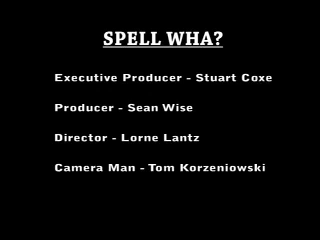 SPELL WHA?
Executive Producer - Stuart Coxe
Producer - Sean Wise
Director - Lorne Lantz
Camera Man - Tom Korzeniowski